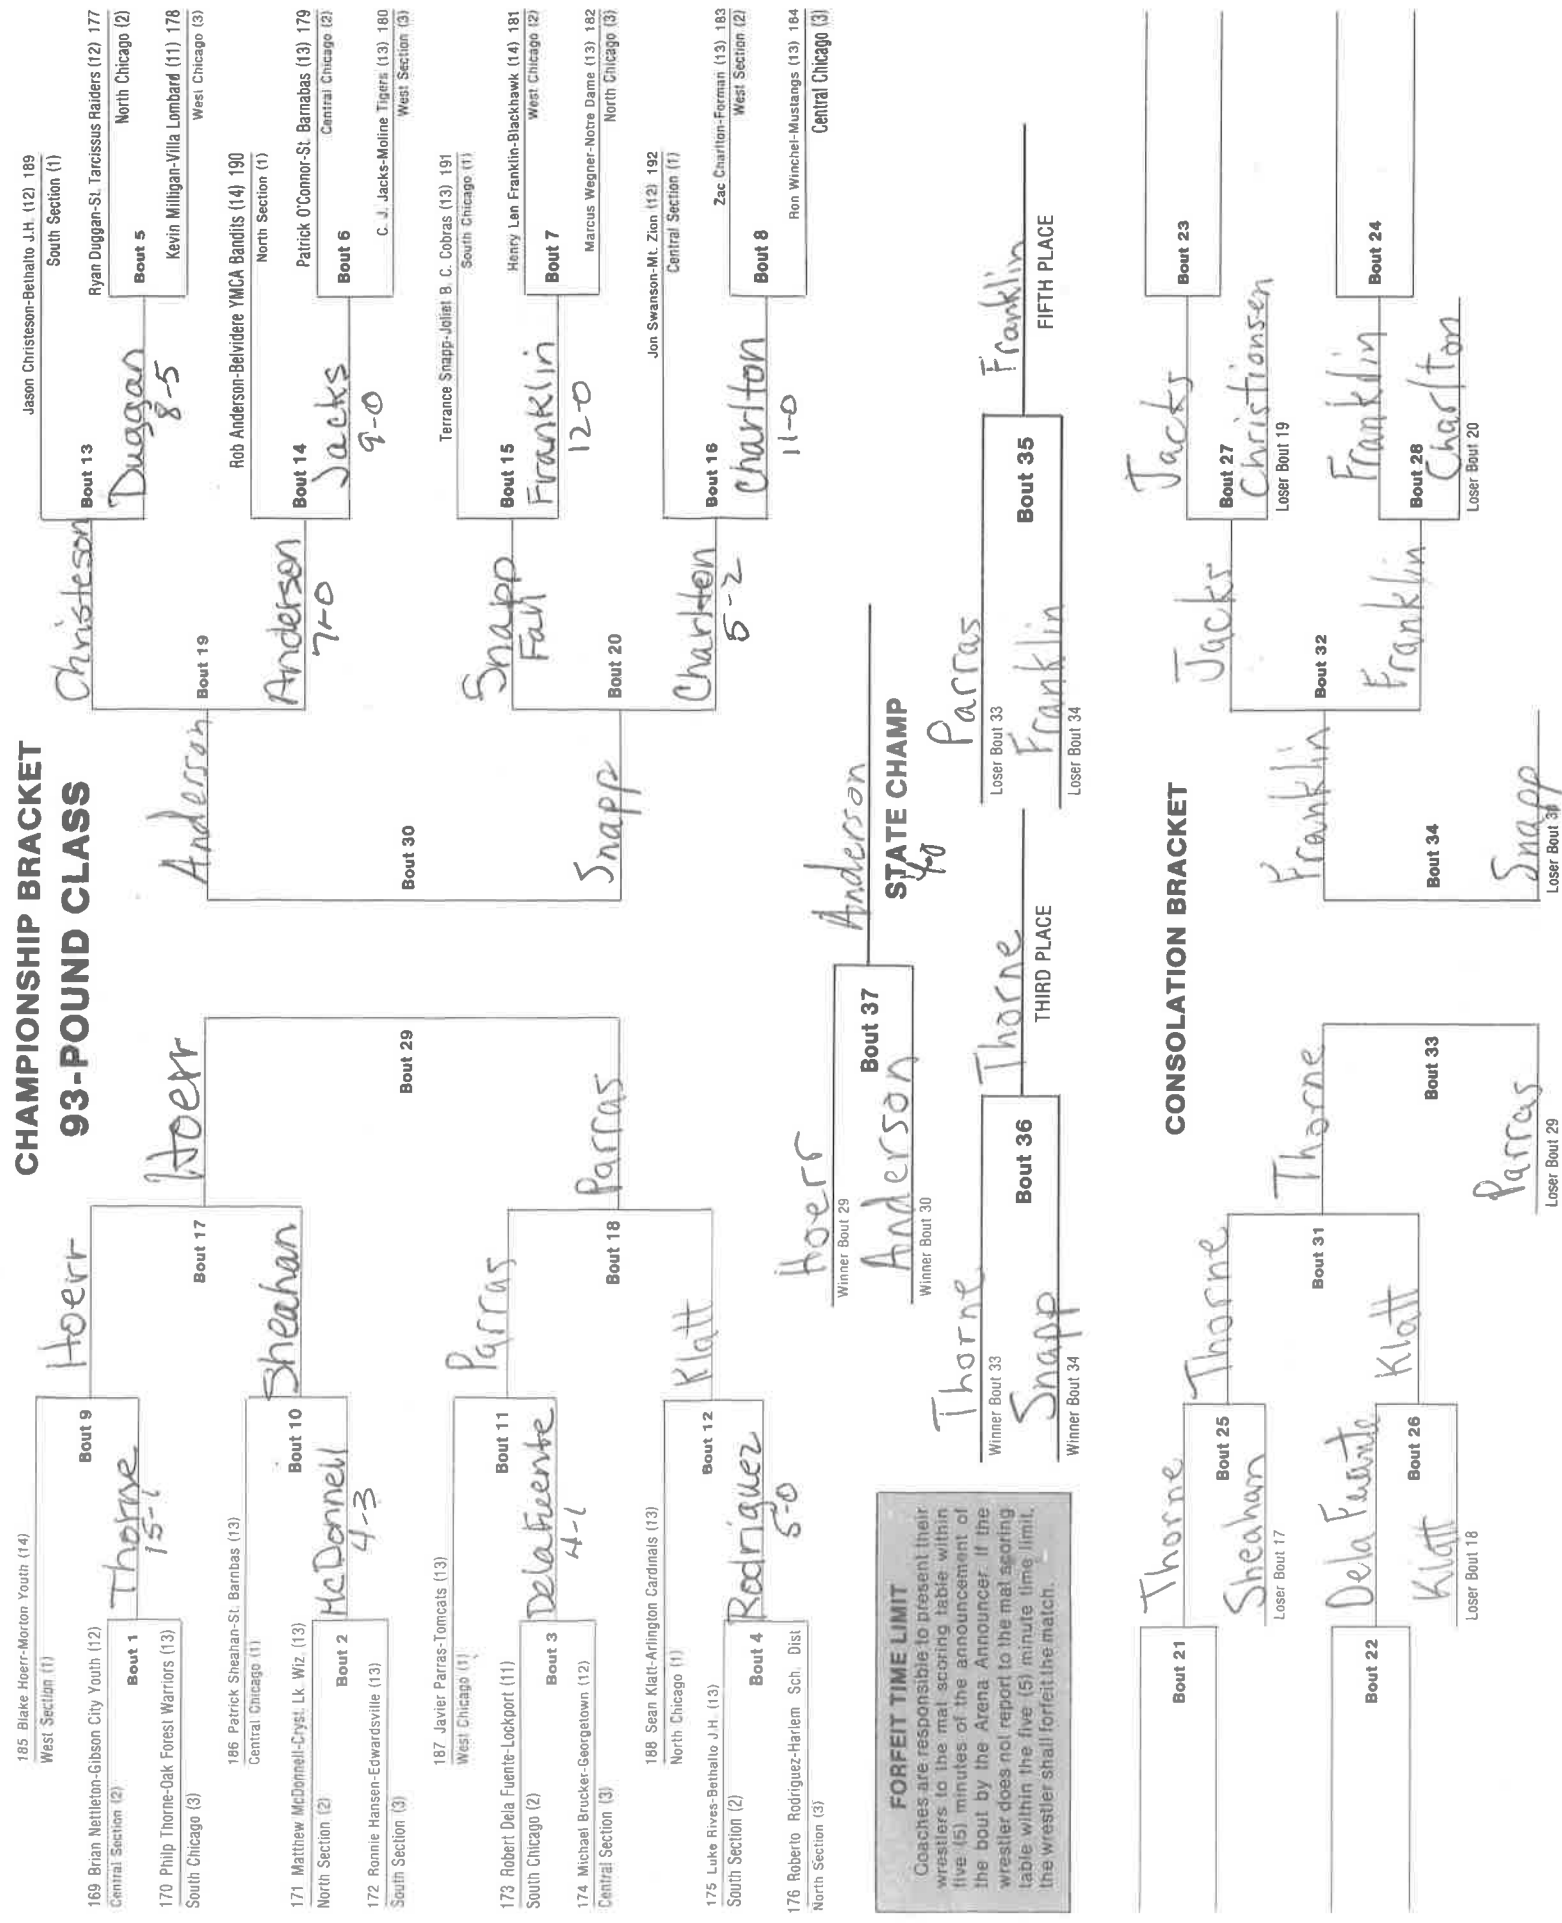 CHAMPIONSHIP BRACKET
93-POUND CLASS
185 Blake Hoerr-Morton Youth (14)
West Section (1)
Hoerr
Bout 9
169 Brian Nettleton-Gibson City Youth (12)
Central Section (2)
Thorne
15-1
Bout 1
170 Philp Thorne-Oak Forest Warriors (13)
South Chicago (3)
Hoerr
Bout 17
186 Patrick Sheahan-St. Barnbas (13)
Central Chicago (1)
Sheahan
Bout 10
171 Matthew McDonnell-Cryst. Lk. Wiz. (13)
North Section (2)
McDonnell
4-3
Bout 2
172 Ronnie Hansen-Edwardsville (13)
South Section (3)
Bout 29
187 Javier Parras-Tomcats (13)
West Chicago (1)
Parras
Bout 11
173 Robert Dela Fuente-Lockport (11)
South Chicago (2)
Delafuente
4-1
Bout 3
174 Michael Brucker-Georgetown (12)
Central Section (3)
Parras
Bout 18
188 Sean Klatt-Arlington Cardinals (13)
North Chicago (1)
Klatt
Bout 12
175 Luke Rives-Bethalto J.H. (13)
South Section (2)
Rodriguez
5-0
Bout 4
176 Roberto Rodriguez-Harlem Sch. Dist
North Section (3)
Jason Christeson-Bethalto J.H. (12) 189
South Section (1)
Christeson
Bout 13
Ryan Duggan-St. Tarcissus Raiders (12) 177
North Chicago (2)
Duggan
8-5
Bout 5
Kevin Milligan-Villa Lombard (11) 178
West Chicago (3)
Anderson
Bout 19
Rob Anderson-Belvidere YMCA Bandits (14) 190
North Section (1)
Anderson
7-0
Bout 14
Patrick O'Connor-St. Barnabas (13) 179
Central Chicago (2)
Jacks
9-0
Bout 6
C. J. Jacks-Moline Tigers (13) 180
West Section (3)
Bout 30
Terrance Snapp-Joliet B. C. Cobras (13) 191
South Chicago (1)
Snapp
Fall
Bout 15
Henry Len Franklin-Blackhawk (14) 181
West Chicago (2)
Franklin
12-0
Bout 7
Marcus Wegner-Notre Dame (13) 182
North Chicago (3)
Snapp
Bout 20
Jon Swanson-Mt. Zion (12) 192
Central Section (1)
Charlton
5-2
Bout 16
Zac Charlton-Forman (13) 183
West Section (2)
Charlton
11-0
Bout 8
Ron Winchel-Mustangs (13) 184
Central Chicago (3)
FORFEIT TIME LIMIT
Coaches are responsible to present their
wrestlers to the mat scoring table within
five (5) minutes of the announcement of
the bout by the Arena Announcer. If the
wrestler does not report to the mat scoring
table within the five (5) minute time limit,
the wrestler shall forfeit the match.
Hoerr
Winner Bout 29
Bout 37
Anderson
Winner Bout 30
Anderson
STATE CHAMP
Thorne
Winner Bout 33
Bout 36
Snapp
Winner Bout 34
Thorne
THIRD PLACE
Parras
Loser Bout 33
Bout 35
Franklin
Loser Bout 34
Franklin
FIFTH PLACE
CONSOLATION BRACKET
Bout 21
Thorne
Bout 25
Sheaham
Loser Bout 17
Thorne
Bout 31
Thorne
Bout 22
Dela Fuente
Bout 26
Klatt
Loser Bout 18
Klatt
Bout 33
Parras
Loser Bout 29
Bout 23
Jacks
Bout 27
Christionsen
Loser Bout 19
Jacks
Bout 32
Franklin
Bout 24
Franklin
Bout 28
Charlton
Loser Bout 20
Franklin
Bout 34
Snapp
Loser Bout 30